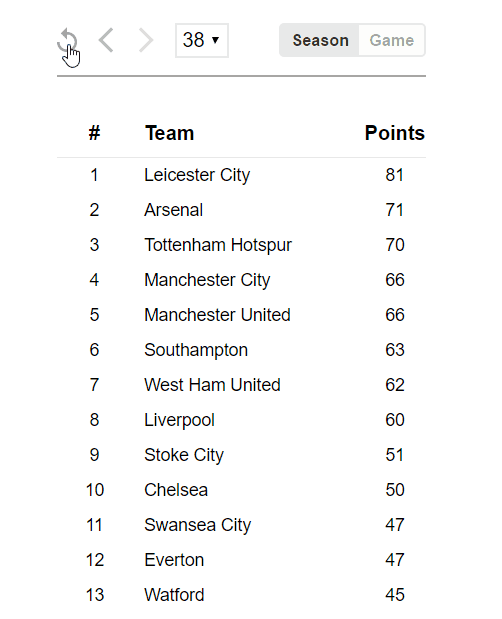 38 ▼ Season Game
# Team Points
1 Leicester City 81
2 Arsenal 71
3 Tottenham Hotspur 70
4 Manchester City 66
5 Manchester United 66
6 Southampton 63
7 West Ham United 62
8 Liverpool 60
9 Stoke City 51
10 Chelsea 50
11 Swansea City 47
12 Everton 47
13 Watford 45